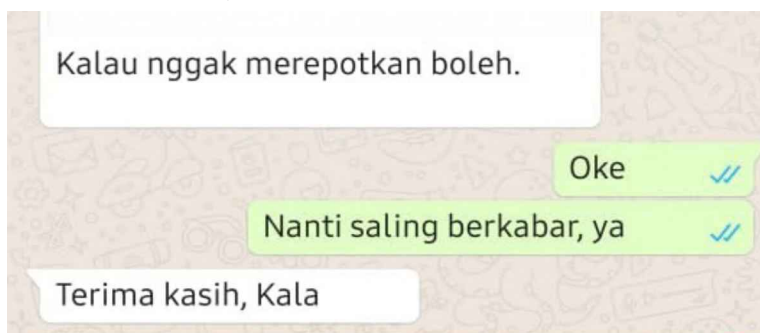 Kalau nggak merepotkan boleh.
Oke
Nanti saling berkabar, ya
Terima kasih, Kala